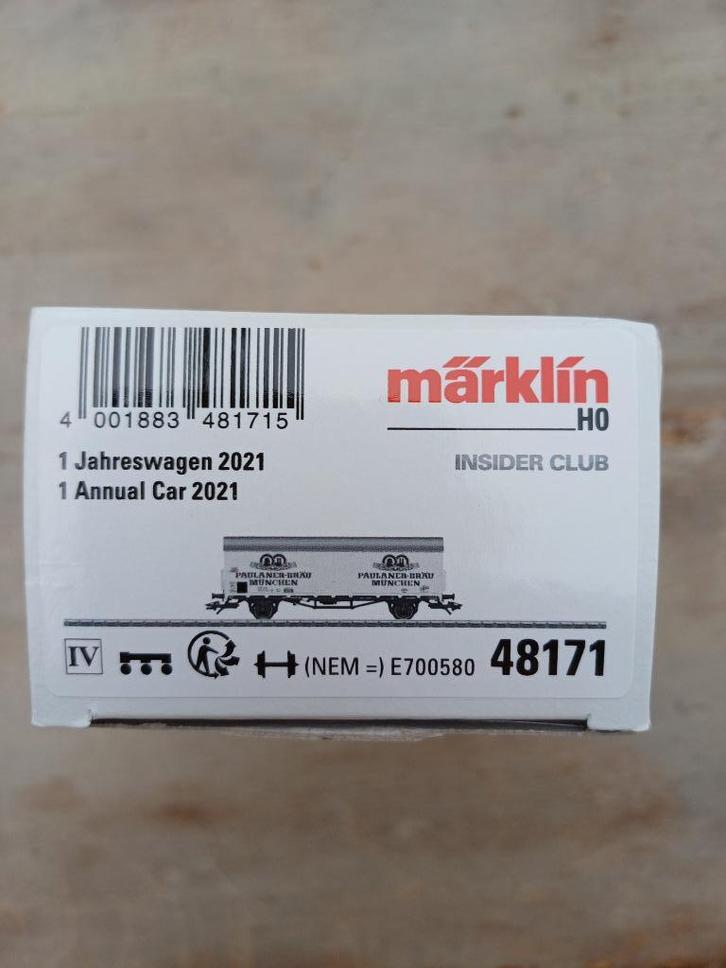 4 001883 481715
märklín
H0
1 Jahreswagen 2021
1 Annual Car 2021
INSIDER CLUB
PAULANER-BRÄU PAULANER-BRÄU
MÜNCHEN MÜNCHEN
IV (NEM =) E700580 48171